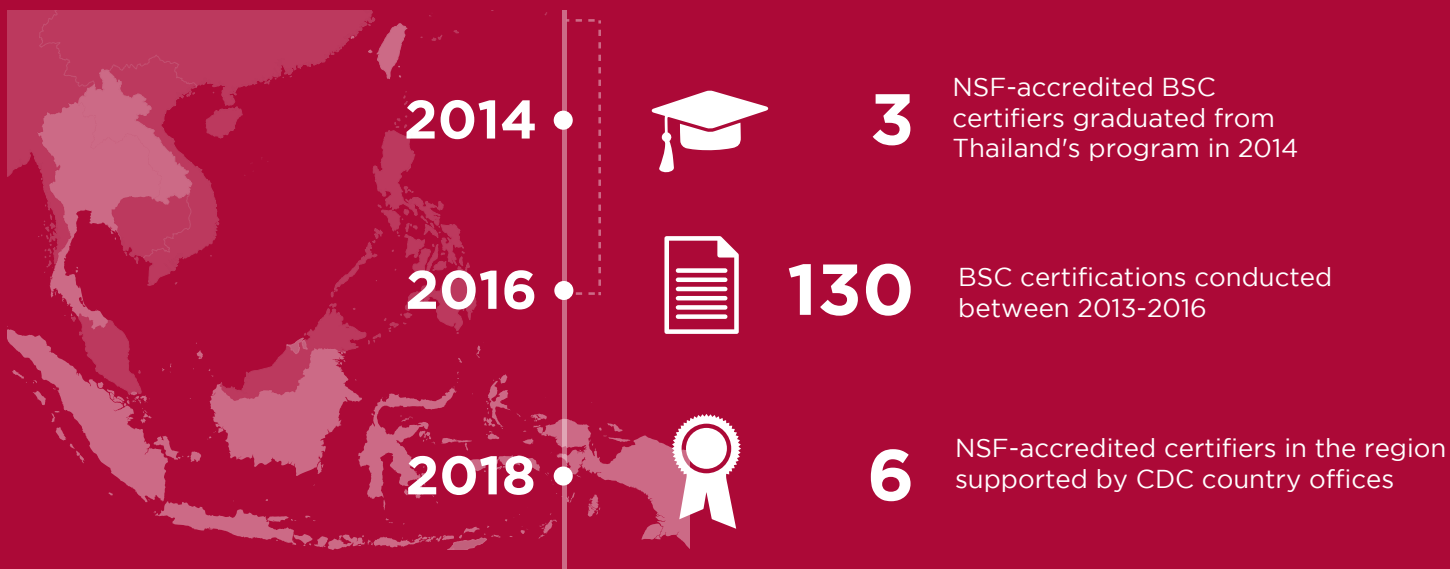 2014
3
NSF-accredited BSC
certifiers graduated from
Thailand's program in 2014
2016
130
BSC certifications conducted
between 2013-2016
2018
6
NSF-accredited certifiers in the region
supported by CDC country offices